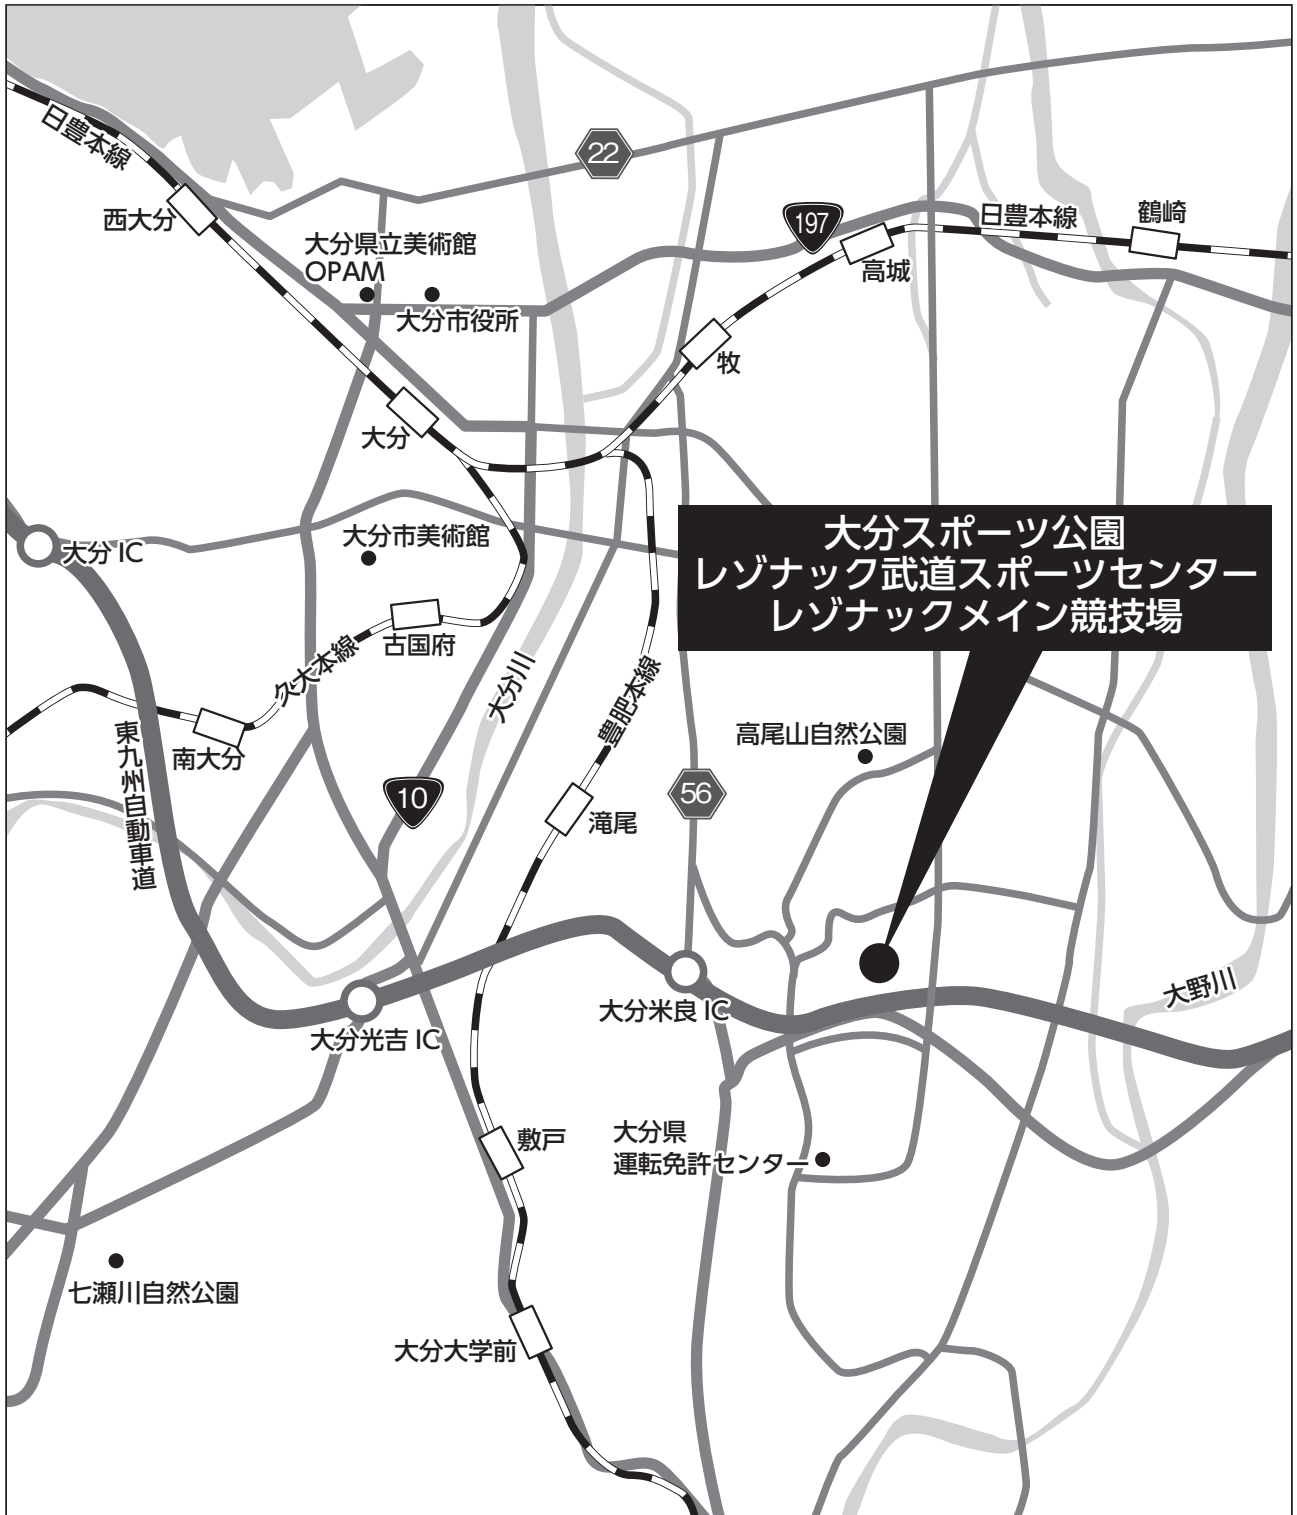 日豊本線
22
西大分
197
日豊本線
鶴崎
大分県立美術館
OPAM
高城
大分市役所
牧
大分
大分スポーツ公園
レゾナック武道スポーツセンター
レゾナックメイン競技場
大分市美術館
大分 IC
古国府
久大本線
大分川
豊肥本線
南大分
東九州自動車道
高尾山自然公園
10
56
滝尾
大野川
大分米良 IC
大分光吉 IC
敷戸
大分県
運転免許センター
七瀬川自然公園
大分大学前